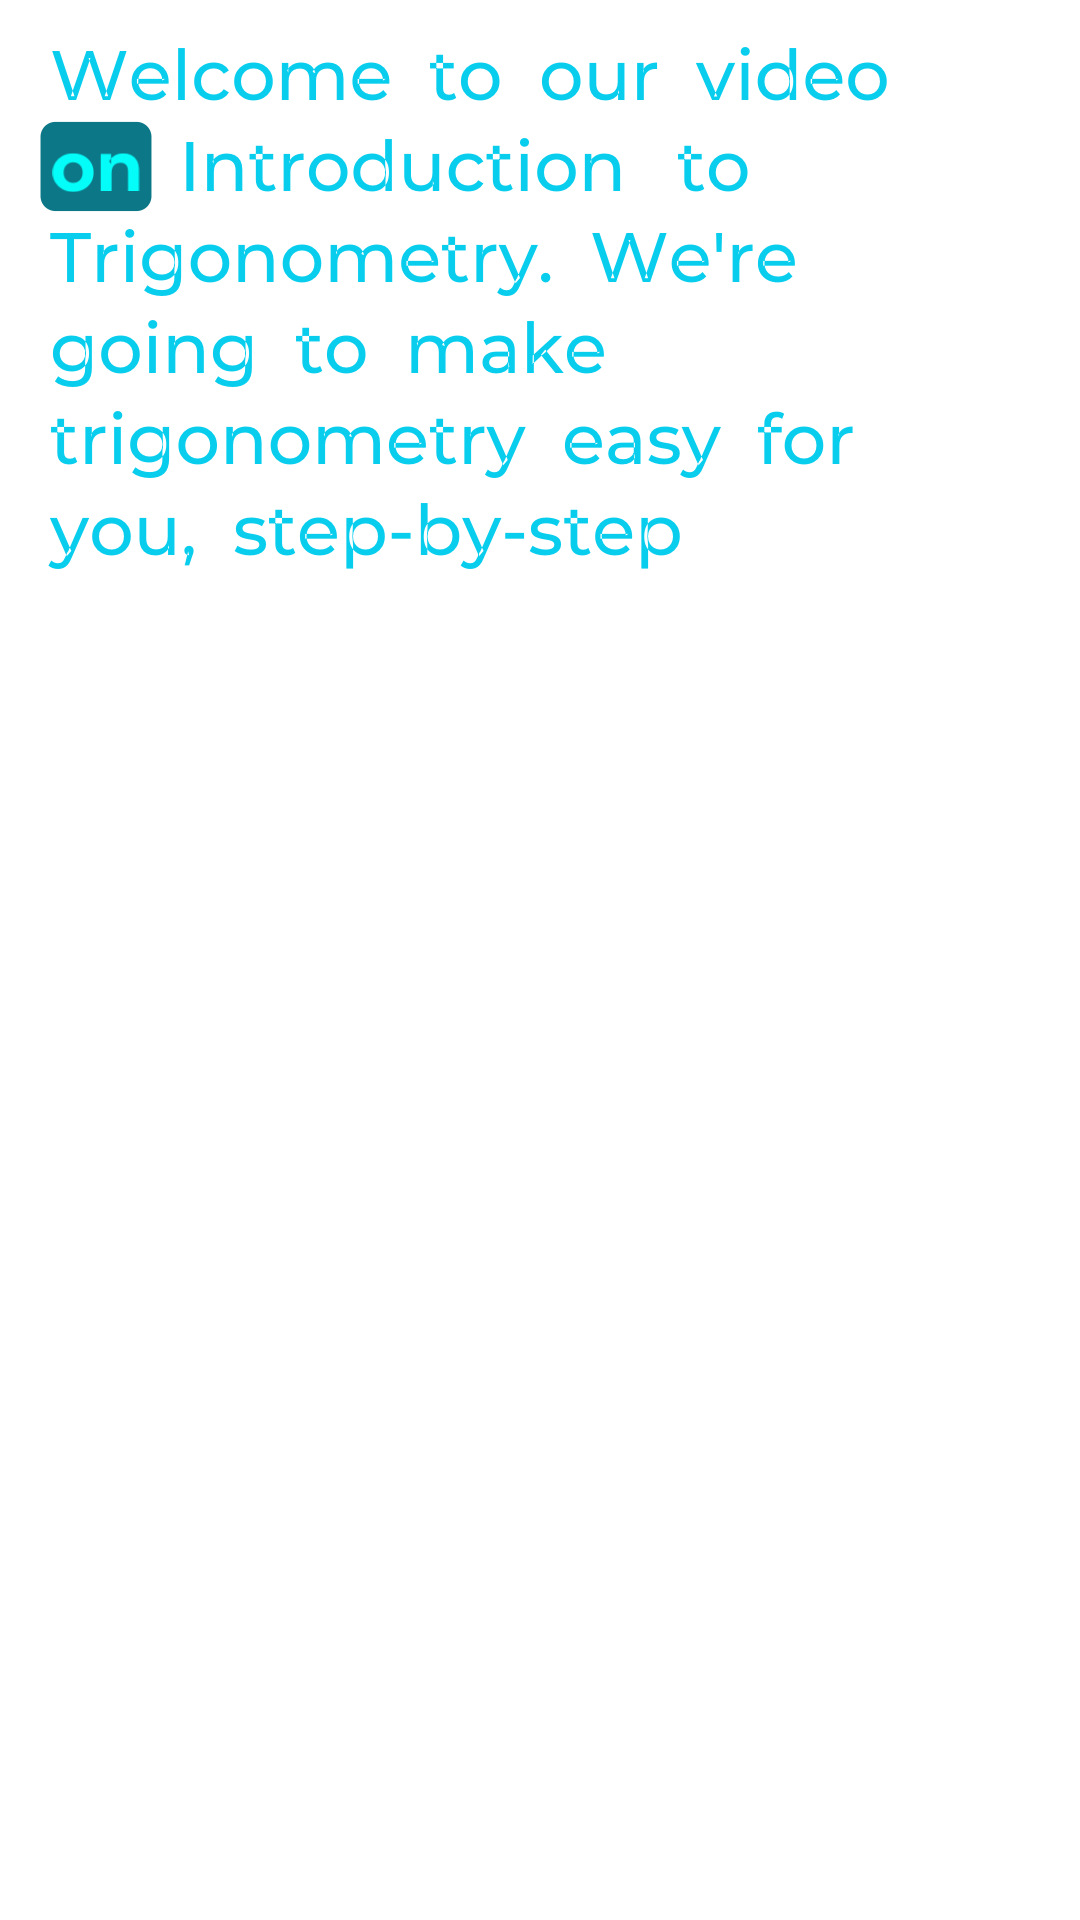 Welcome to our video
on Introduction to
Trigonometry. We're
going to make
trigonometry easy for
you, step-by-step